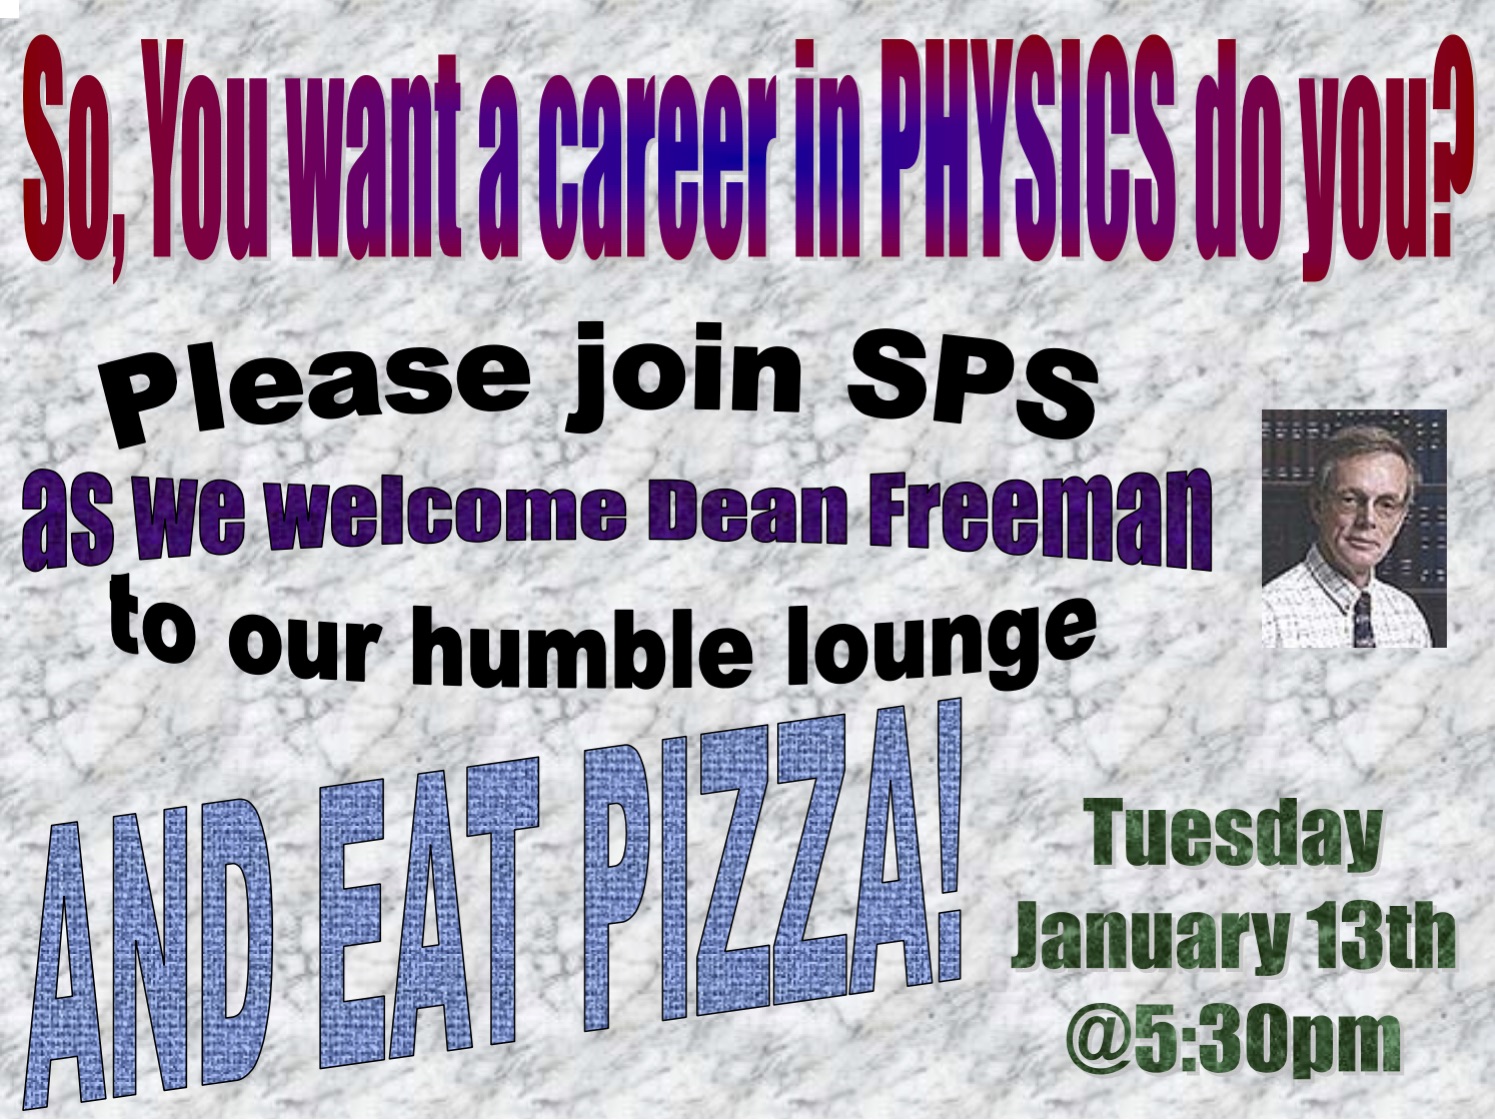 So, You want a career in PHYSICS do you?
Please join SPS
as we welcome Dean Freeman
to our humble lounge
AND EAT PIZZA!
Tuesday
January 13th
@5:30pm